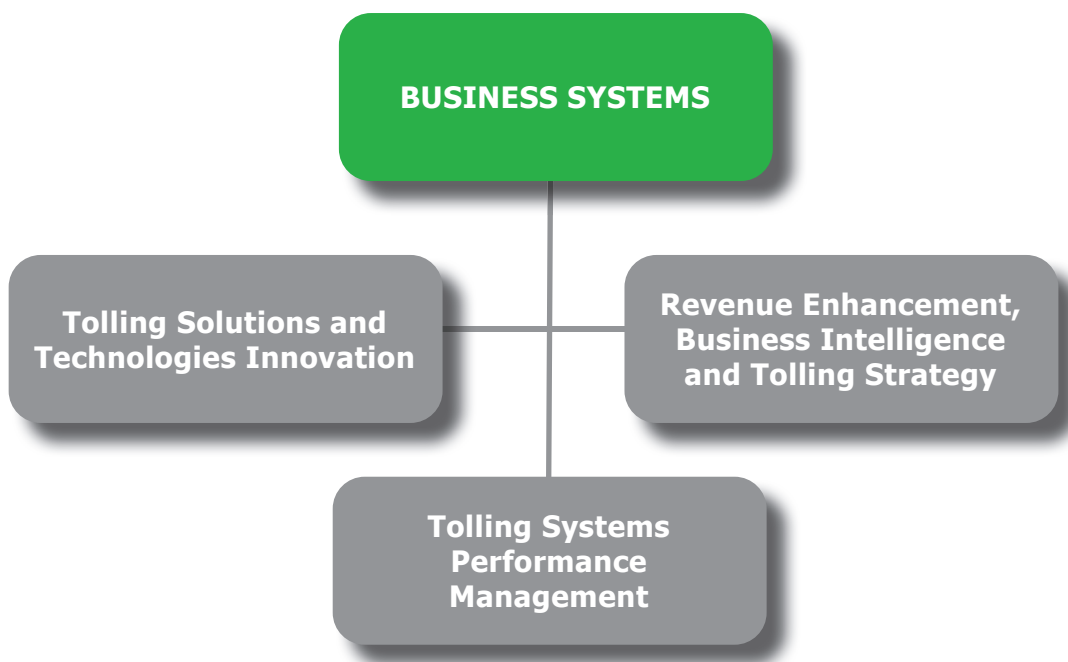 BUSINESS SYSTEMS
Tolling Solutions and
Technologies Innovation
Revenue Enhancement,
Business Intelligence
and Tolling Strategy
Tolling Systems
Performance
Management